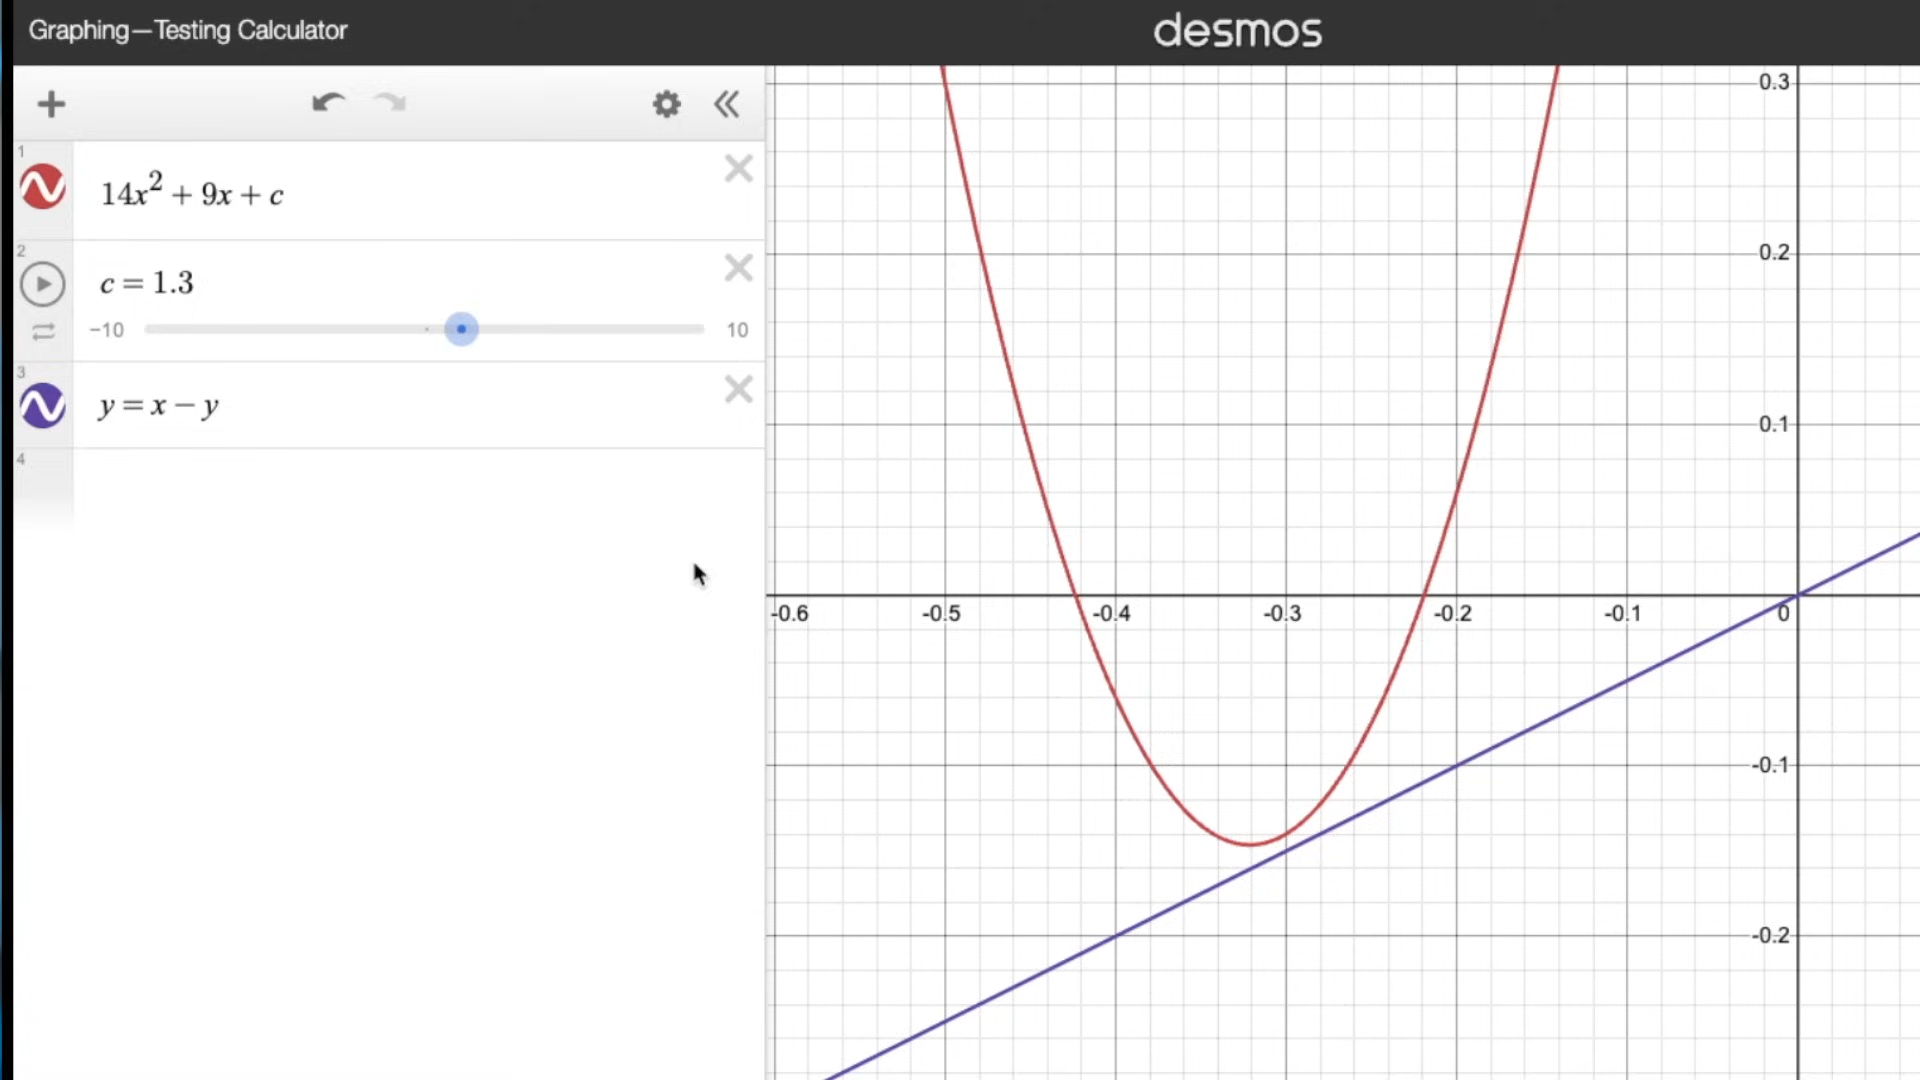 Graphing—Testing Calculator
desmos
1
14x² + 9x + c
2
c = 1.3
−10
10
3
y = x − y
4
0.3
0.2
0.1
-0.6 -0.5 -0.4 -0.3 -0.2 -0.1 0
-0.1
-0.2